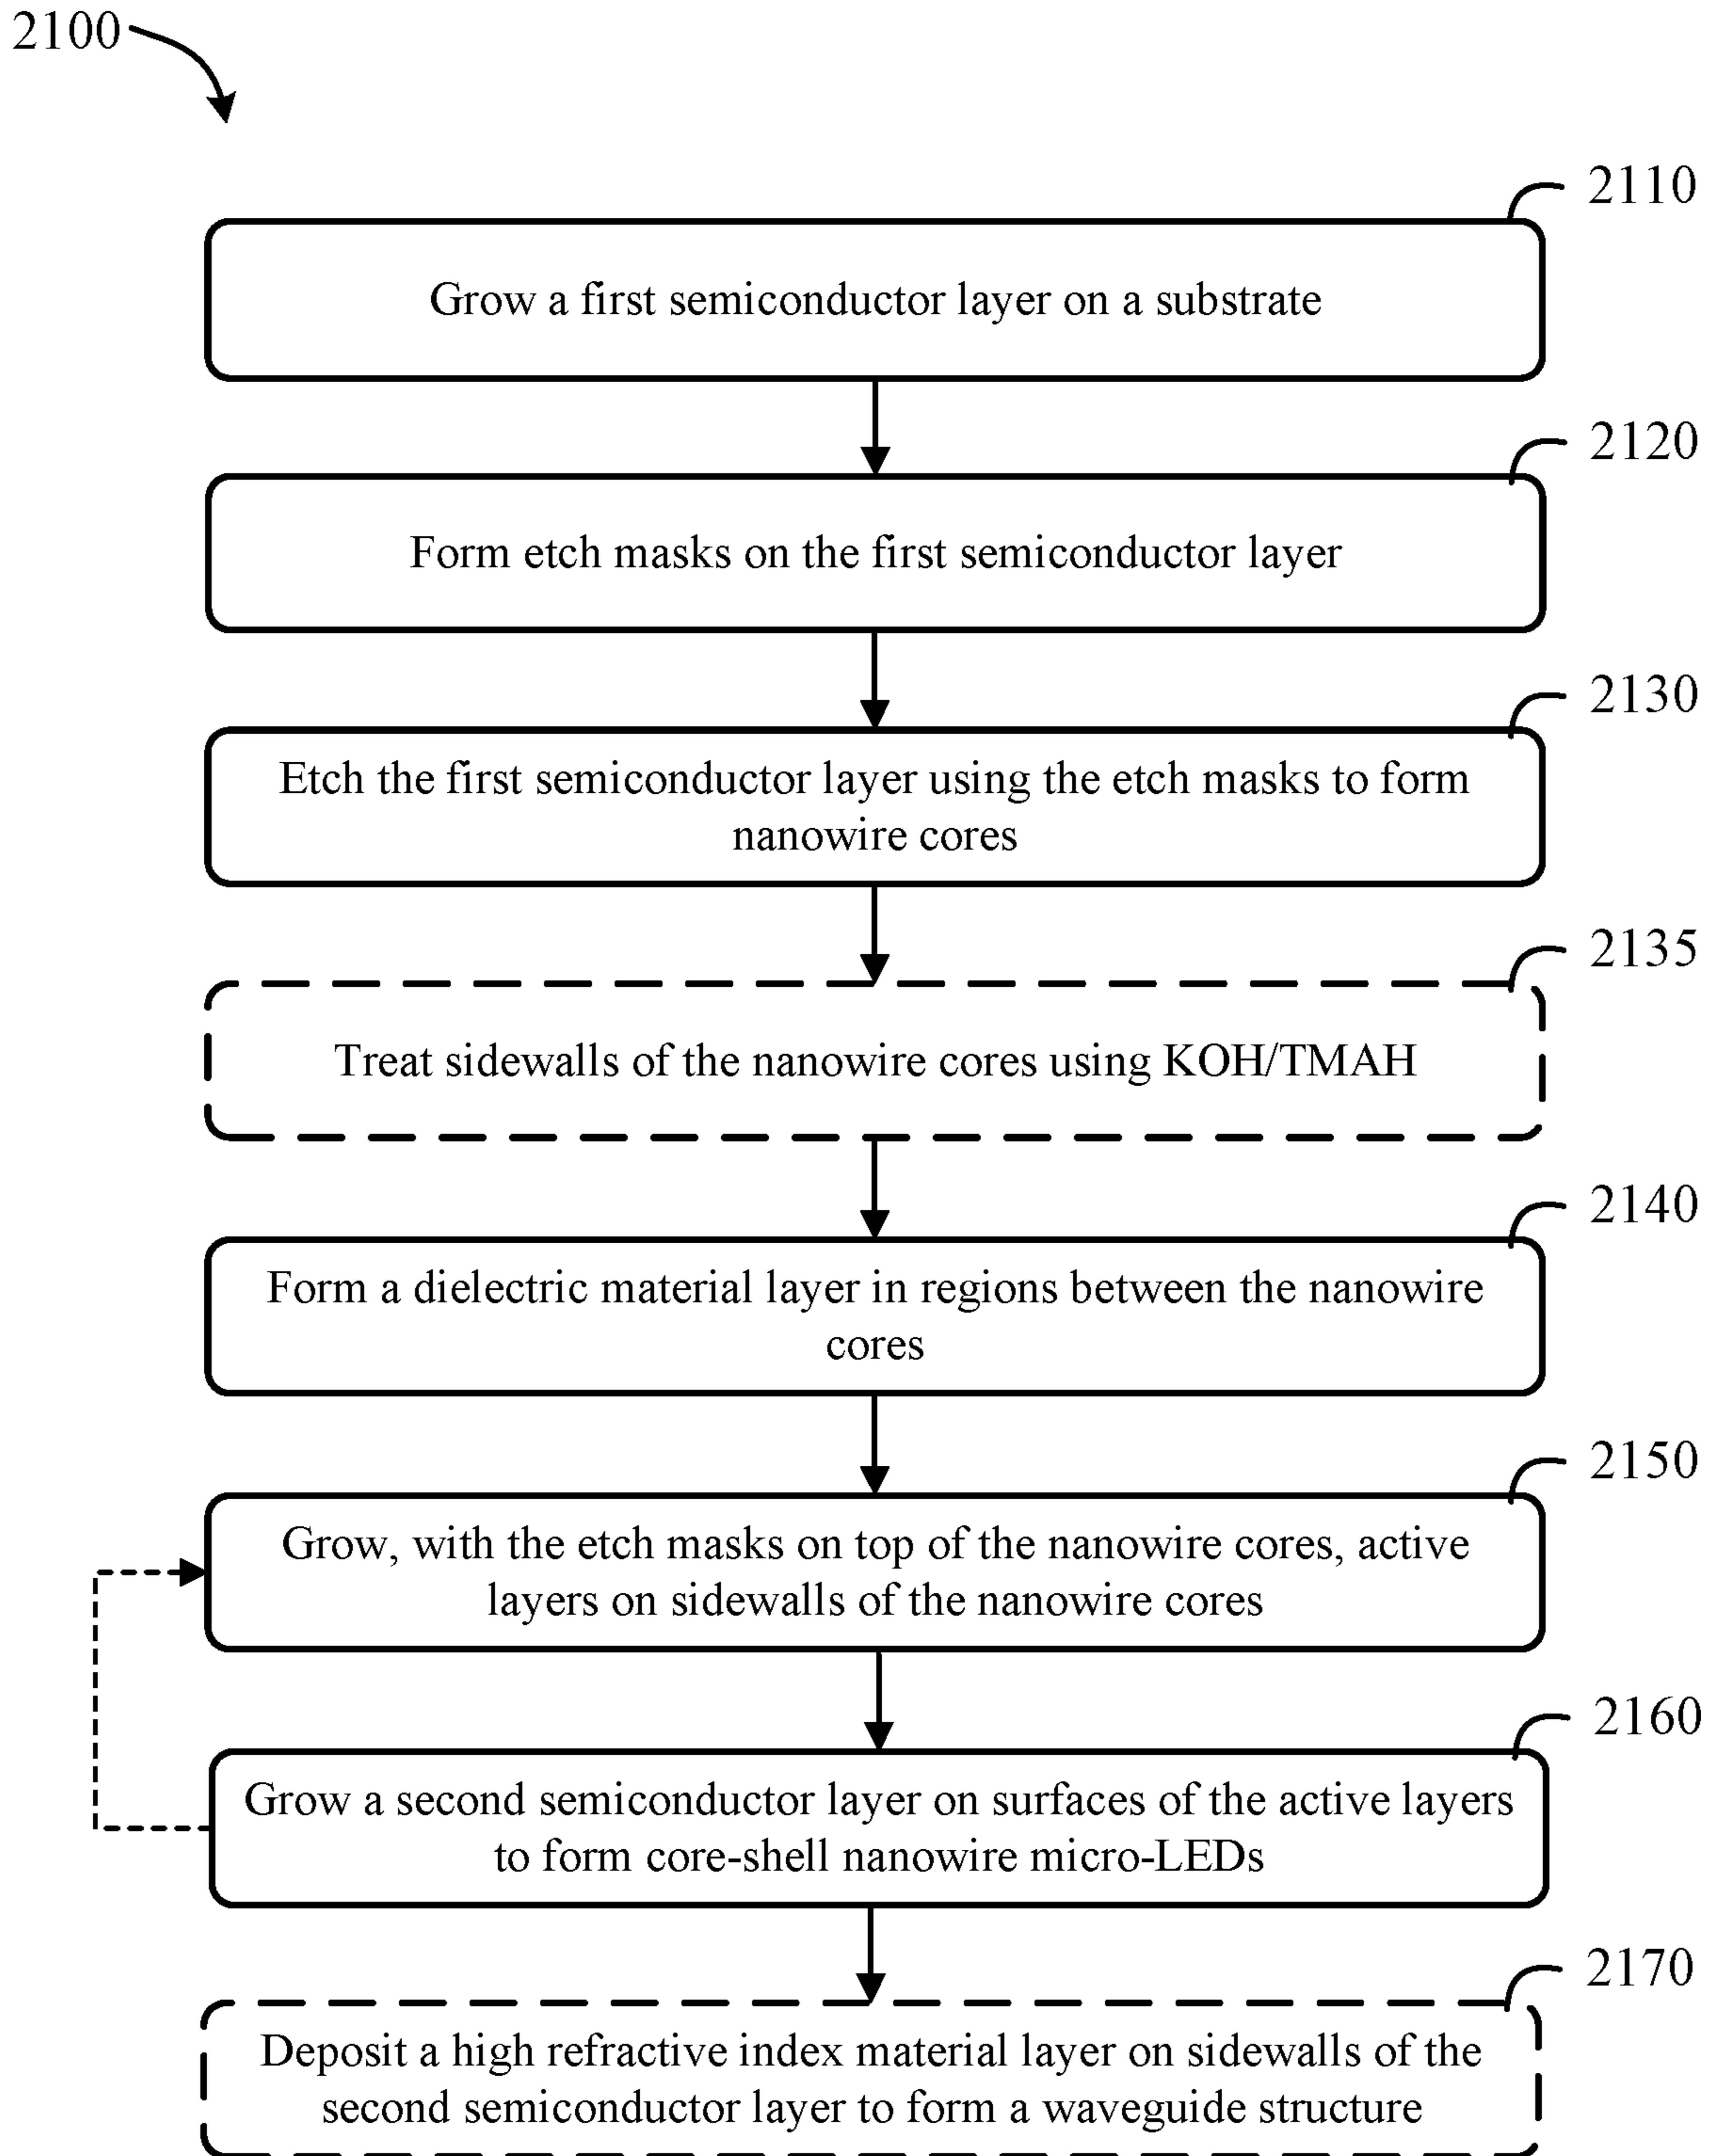 2100
2110
Grow a first semiconductor layer on a substrate
2120
Form etch masks on the first semiconductor layer
2130
Etch the first semiconductor layer using the etch masks to form
nanowire cores
2135
Treat sidewalls of the nanowire cores using KOH/TMAH
2140
Form a dielectric material layer in regions between the nanowire
cores
2150
Grow, with the etch masks on top of the nanowire cores, active
layers on sidewalls of the nanowire cores
2160
Grow a second semiconductor layer on surfaces of the active layers
to form core-shell nanowire micro-LEDs
2170
Deposit a high refractive index material layer on sidewalls of the
second semiconductor layer to form a waveguide structure